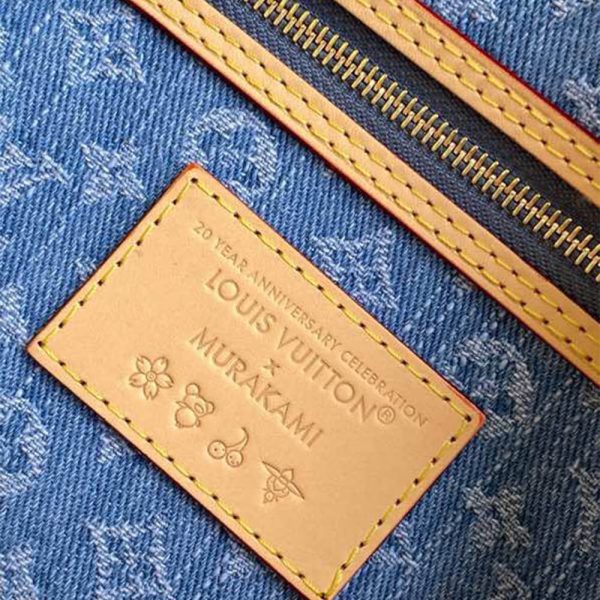 20 YEAR ANNIVERSARY CELEBRATION
LOUIS VUITTON®
×
MURAKAMI